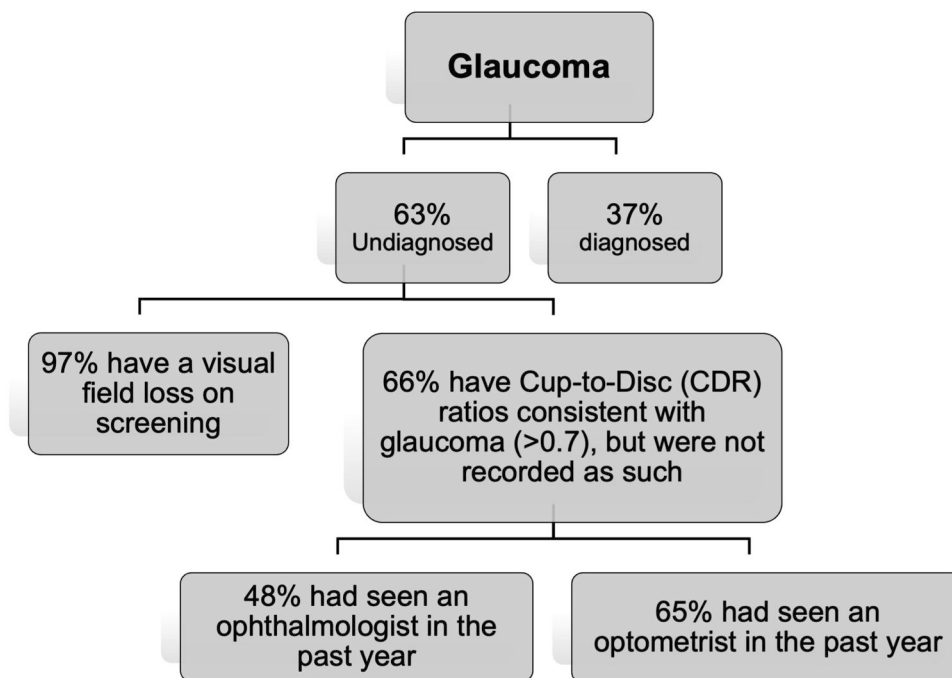 Glaucoma
63%
Undiagnosed
37%
diagnosed
97% have a visual
field loss on
screening
66% have Cup-to-Disc (CDR)
ratios consistent with
glaucoma (>0.7), but were not
recorded as such
48% had seen an
ophthalmologist in the
past year
65% had seen an
optometrist in the past year